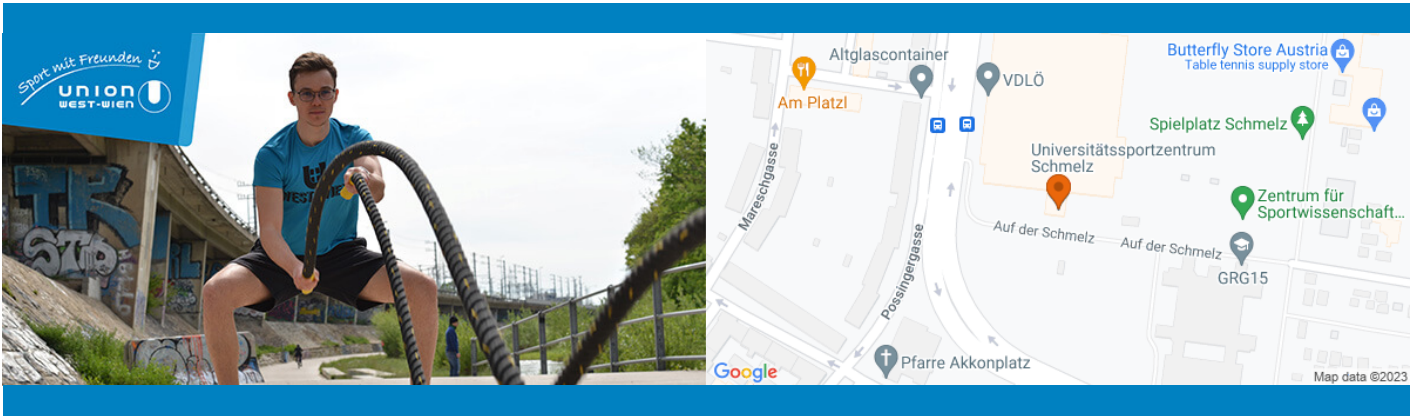 Sport mit Freunden
UNION
WEST-WIEN
WEST
STO
Altglascontainer
VDLÖ
Butterfly Store Austria
Table tennis supply store
Am Platzl
Spielplatz Schmelz
Universitätssportzentrum
Schmelz
Mareschgasse
Zentrum für
Sportwissenschaft...
Auf der Schmelz
Auf der Schmelz
GRG15
Possingergasse
Pfarre Akkonplatz
Google
Map data ©2023